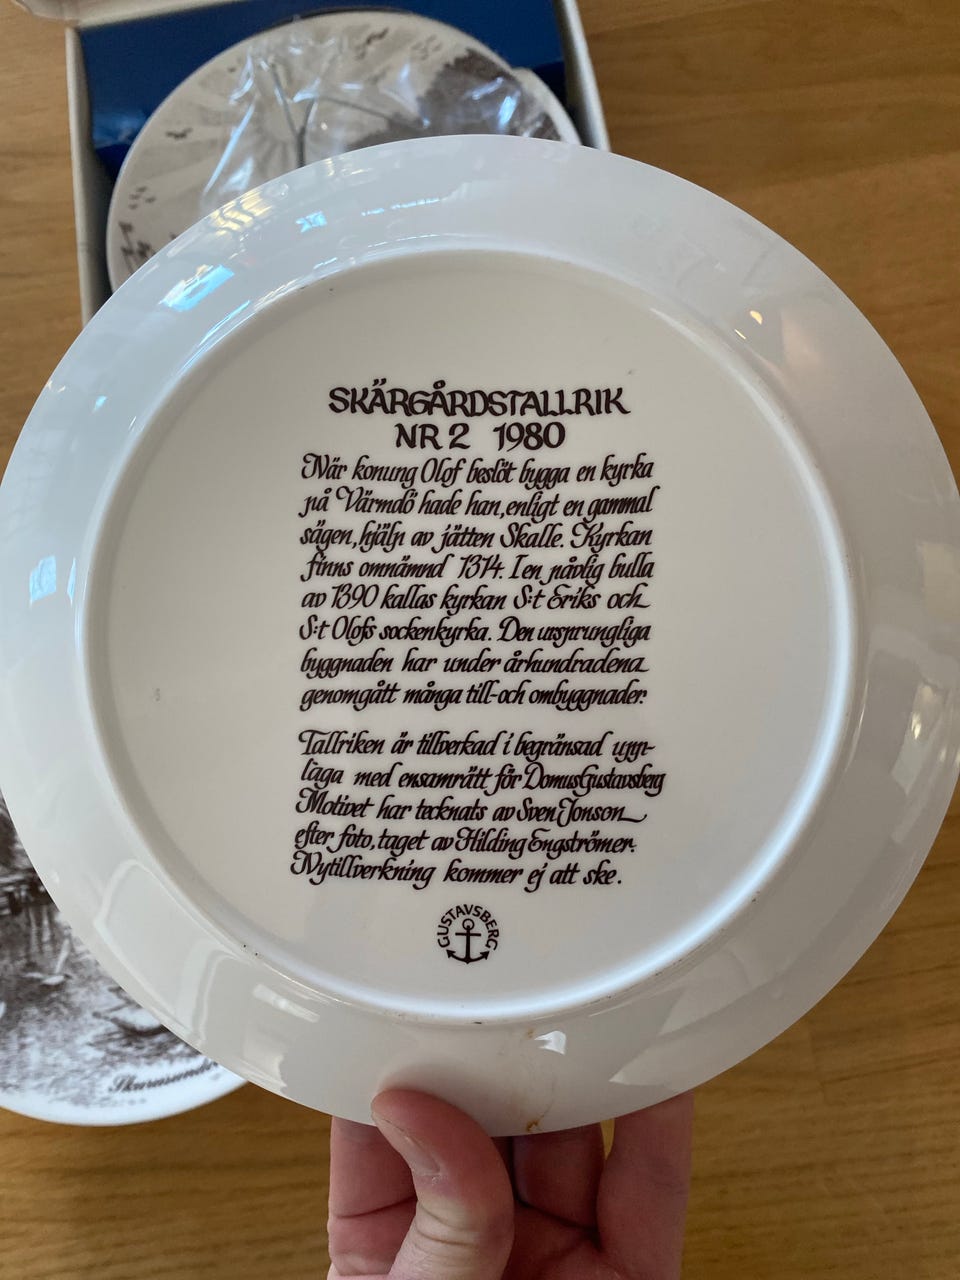 SKÄRGÅRDSTALLRIK
NR 2 1980
När konung Olof beslöt bygga en kyrka
på Värmdö hade han, enligt en gammal
sägen, hjälp av jätten Skalle. Kyrkan
finns omnämnd 1314. I en påvlig bulla
av 1390 kallas kyrkan S:t Eriks och
S:t Olofs sockenkyrka. Den ursprungliga
byggnaden har under århundradena
genomgått många till-och ombyggnader.
Tallriken är tillverkad i begränsad upp-
laga med ensamrätt för DomusGustavsberg
Motivet har tecknats av Sven Jonson
efter foto, taget av Hilding Engströmer.
Nytillverkning kommer ej att ske.
GUSTAVSBERG